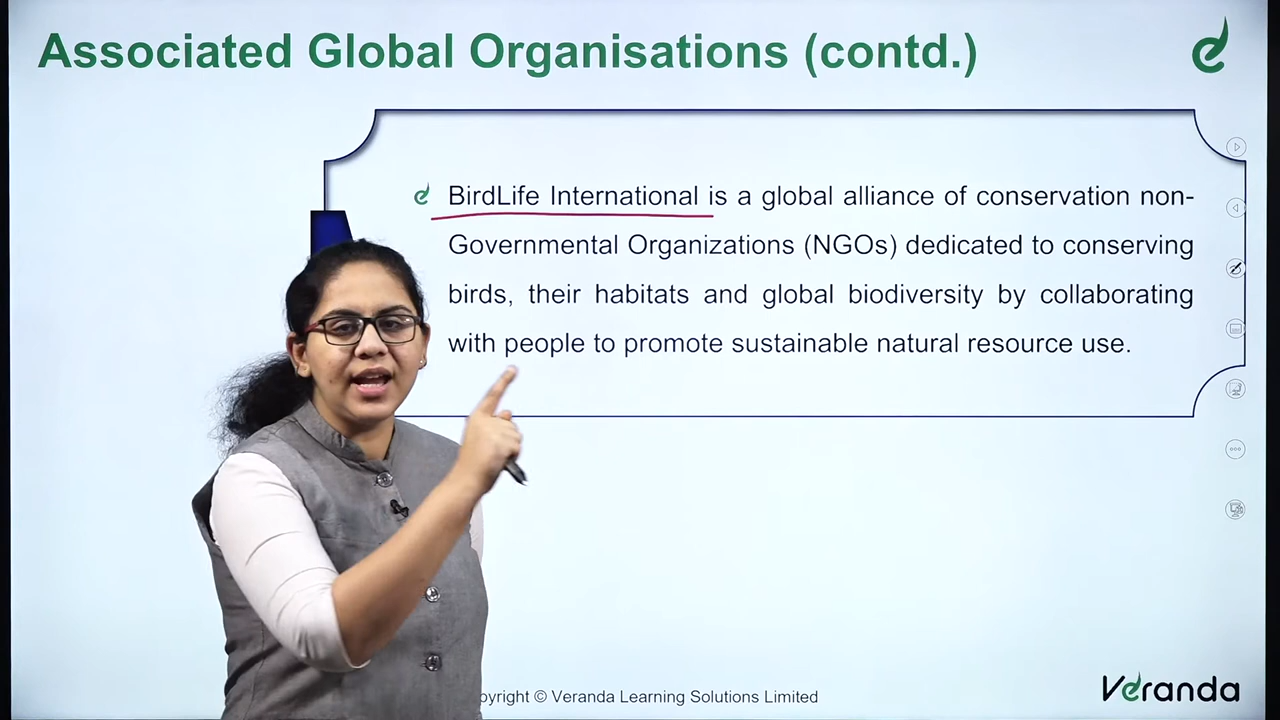 Associated Global Organisations (contd.)
BirdLife International is a global alliance of conservation non-
Governmental Organizations (NGOs) dedicated to conserving
birds, their habitats and global biodiversity by collaborating
with people to promote sustainable natural resource use.
opyright © Veranda Learning Solutions Limited
Veranda